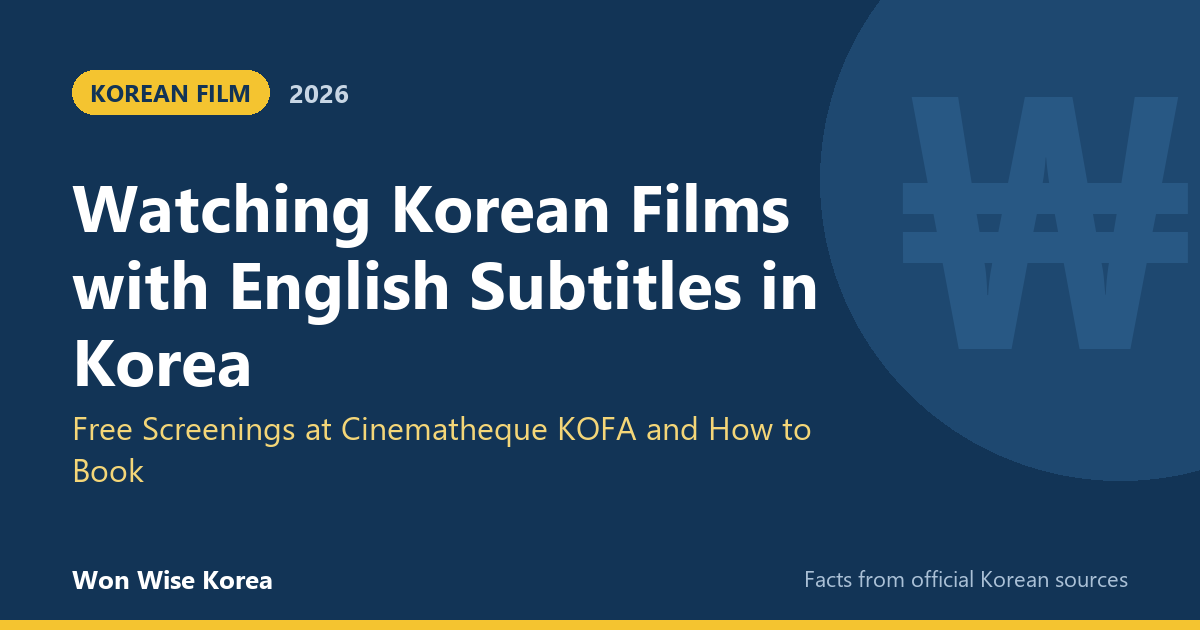 KOREAN FILM 2026
Watching Korean Films
with English Subtitles in
Korea
Free Screenings at Cinematheque KOFA and How to
Book
Won Wise Korea
Facts from official Korean sources
₩